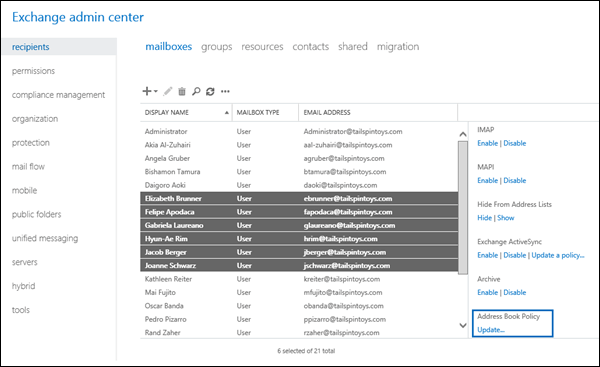 Exchange admin center
recipients
permissions
compliance management
organization
protection
mail flow
mobile
public folders
unified messaging
servers
hybrid
tools
mailboxes groups resources contacts shared migration
DISPLAY NAME MAILBOX TYPE EMAIL ADDRESS
Administrator User Administrator@tailspintoys.com
Akia Al-Zuhairi User aal-zuhairi@tailspintoys.com
Angela Gruber User agruber@tailspintoys.com
Bishamon Tamura User btamura@tailspintoys.com
Daigoro Aoki User daoki@tailspintoys.com
Elizabeth Brunner User ebrunner@tailspintoys.com
Felipe Apodaca User fapodaca@tailspintoys.com
Gabriela Laureano User glaureano@tailspintoys.com
Hyun-Ae Rim User hrim@tailspintoys.com
Jacob Berger User jberger@tailspintoys.com
Joanne Schwarz User jschwarz@tailspintoys.com
Kathleen Reiter User kreiter@tailspintoys.com
Mai Fujito User mfujito@tailspintoys.com
Oscar Banda User obanda@tailspintoys.com
Pedro Pizarro User ppizarro@tailspintoys.com
Rand Zaher User rzaher@tailspintoys.com
6 selected of 21 total
IMAP
Enable | Disable
MAPI
Enable | Disable
Hide From Address Lists
Hide | Show
Exchange ActiveSync
Enable | Disable | Update a policy...
Archive
Enable | Disable
Address Book Policy
Update...